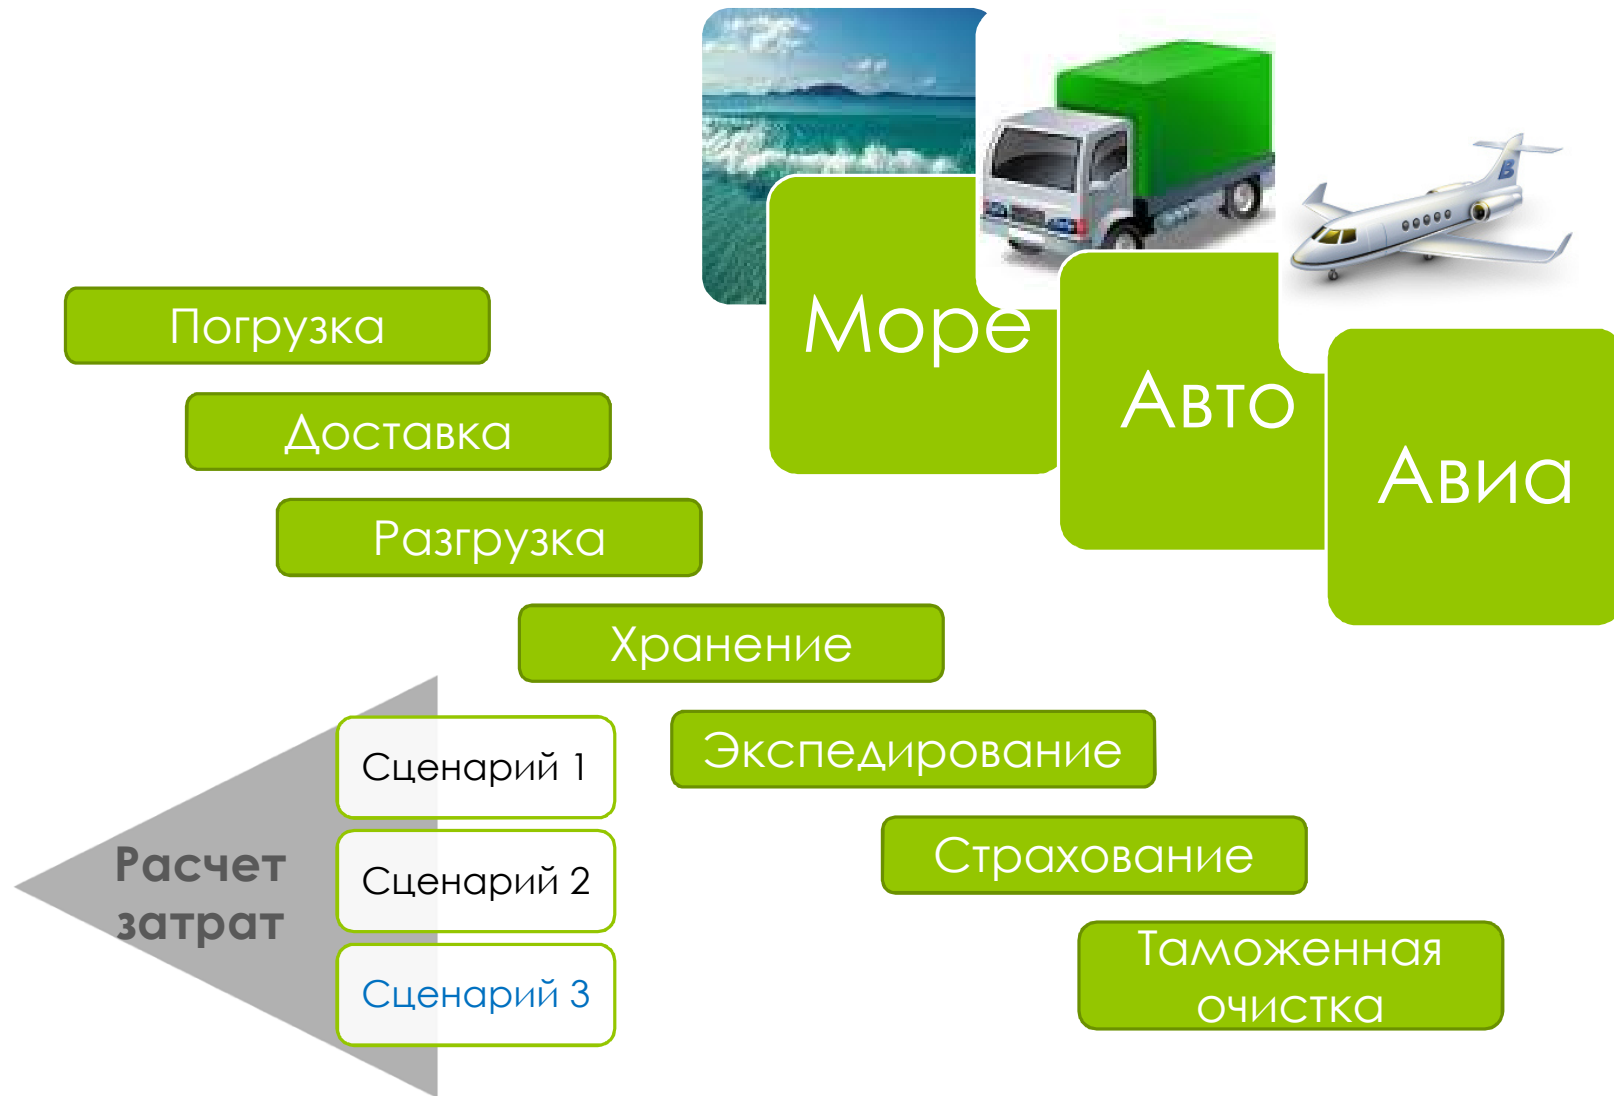 Море
Авто
Авиа
Погрузка
Доставка
Разгрузка
Хранение
Экспедирование
Страхование
Таможенная
очистка
Расчет
затрат
Сценарий 1
Сценарий 2
Сценарий 3
B